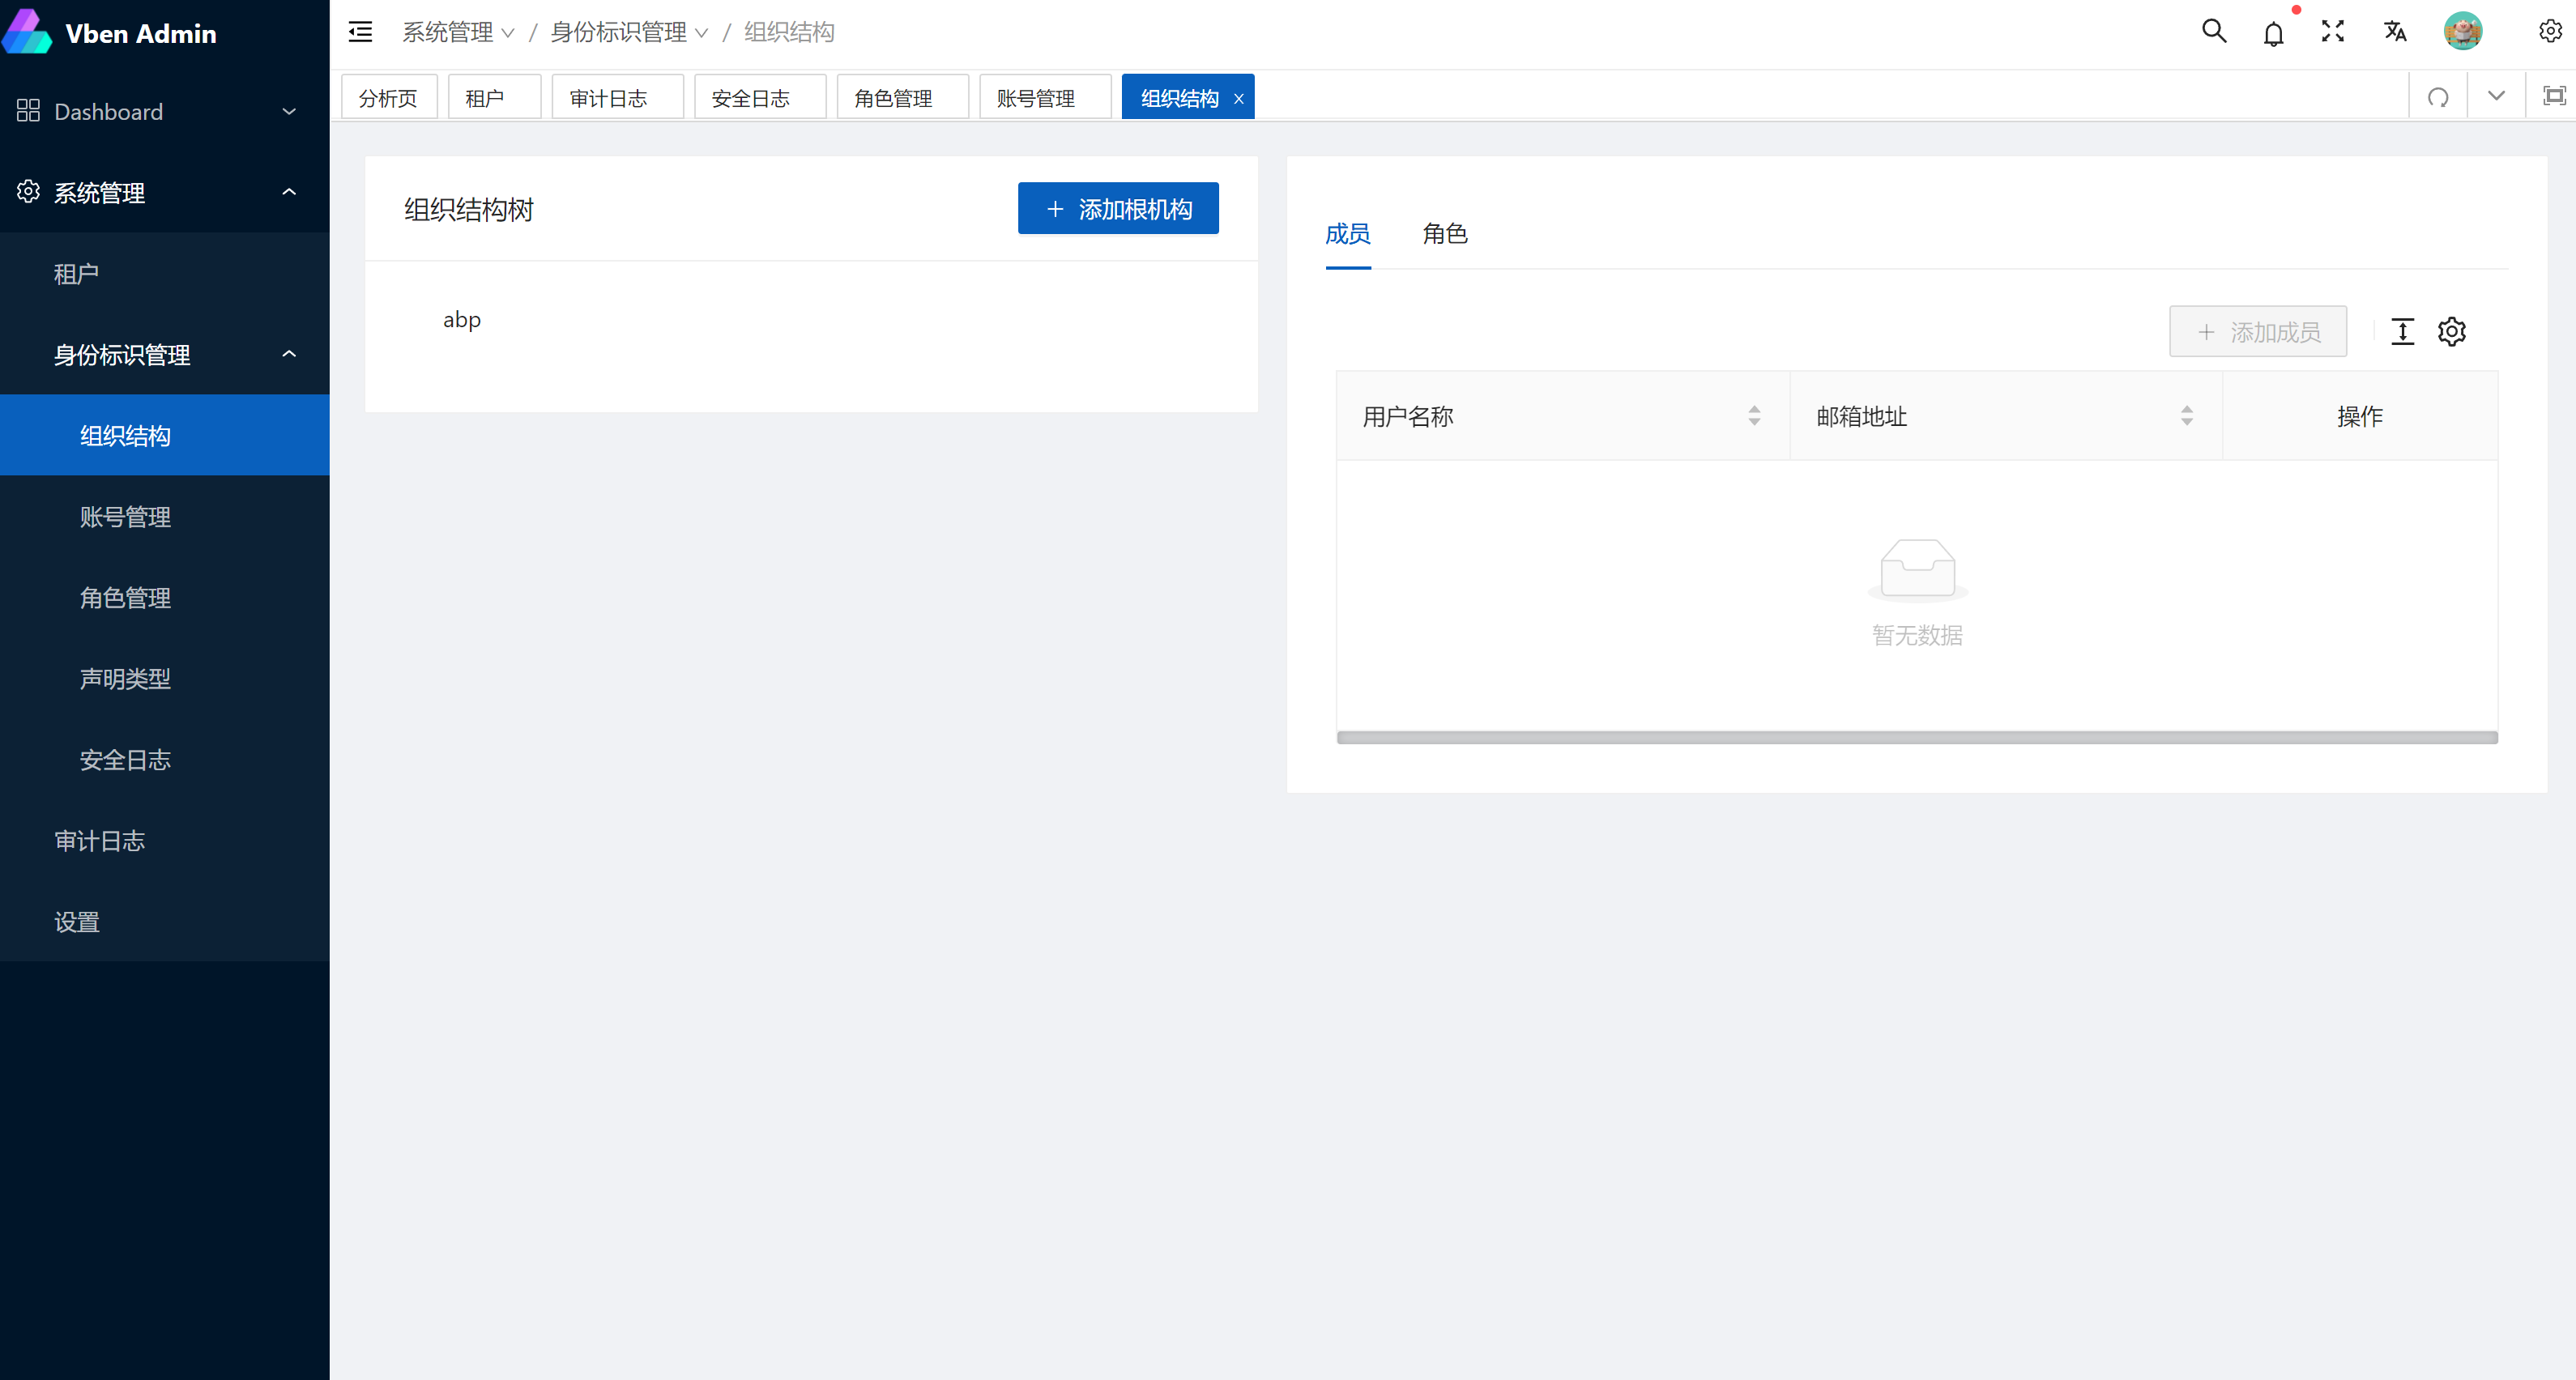 Vben Admin
Dashboard
系统管理
租户
身份标识管理
组织结构
账号管理
角色管理
声明类型
安全日志
审计日志
设置
系统管理 / 身份标识管理 / 组织结构
分析页 租户 审计日志 安全日志 角色管理 账号管理 组织结构
组织结构树
+ 添加根机构
abp
成员 角色
+ 添加成员
用户名称 邮箱地址 操作
暂无数据